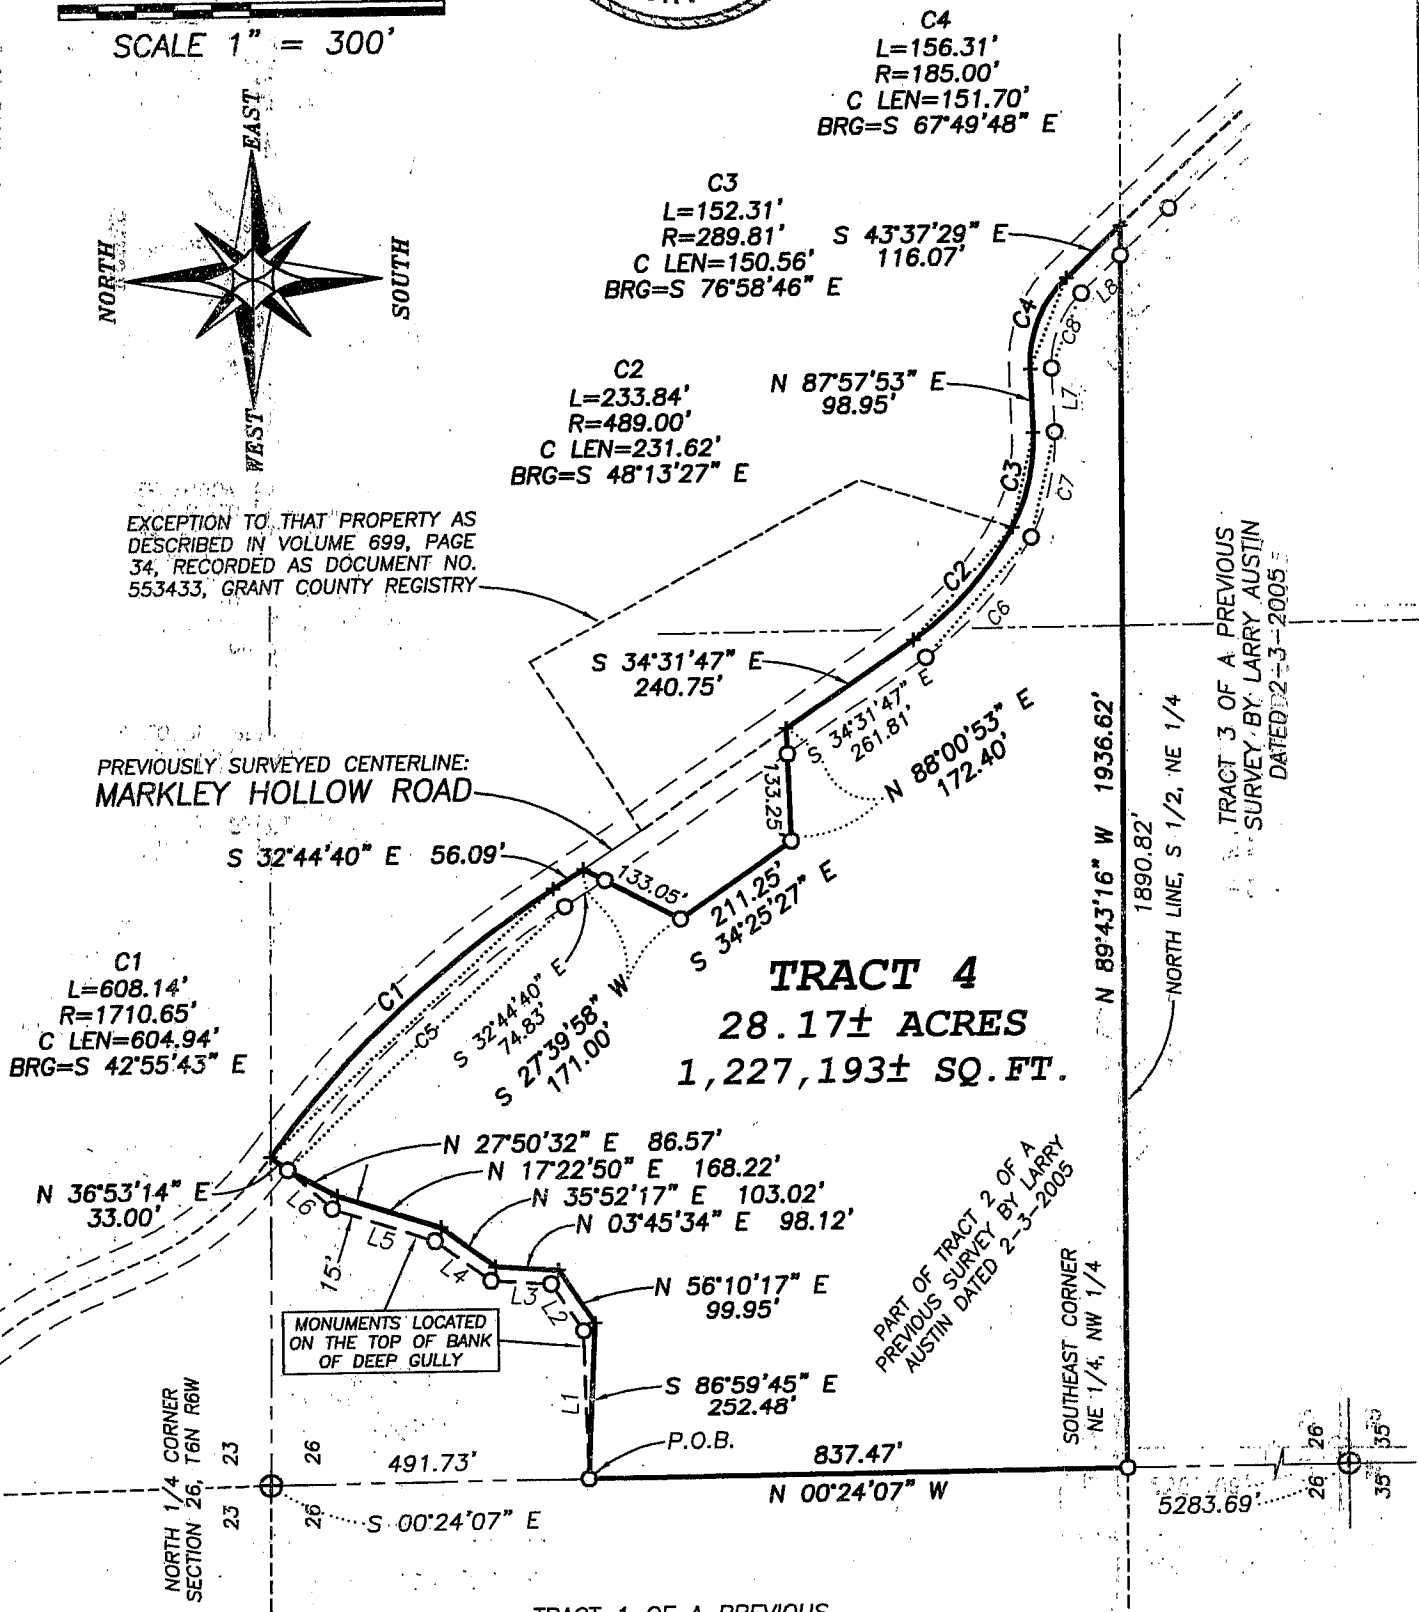 SCALE 1" = 300'
C4
L=156.31'
R=185.00'
C LEN=151.70'
BRG=S 67°49'48" E
EAST
NORTH
SOUTH
WEST
C3
L=152.31'
R=289.81'
C LEN=150.56'
BRG=S 76°58'46" E
S 43°37'29" E
116.07'
C4
C8
L8
C2
L=233.84'
R=489.00'
C LEN=231.62'
BRG=S 48°13'27" E
N 87°57'53" E
98.95'
L7
C3
C7
EXCEPTION TO THAT PROPERTY AS
DESCRIBED IN VOLUME 699, PAGE
34, RECORDED AS DOCUMENT NO.
553433, GRANT COUNTY REGISTRY
C2
C6
S 34°31'47" E
240.75'
S 34°31'47" E
261.81'
N 88°00'53" E
172.40'
133.25'
TRACT 3 OF A PREVIOUS
SURVEY BY LARRY AUSTIN
DATED 2-3-2005
N 89°43'16" W 1936.62'
1890.82'
NORTH LINE, S 1/2, NE 1/4
PREVIOUSLY SURVEYED CENTERLINE:
MARKLEY HOLLOW ROAD
S 32°44'40" E 56.09'
133.05'
211.25'
S 34°25'27" E
C1
L=608.14'
R=1710.65'
C LEN=604.94'
BRG=S 42°55'43" E
C1
C5
S 32°44'40" E
74.83'
S 27°39'58" W
171.00'
TRACT 4
28.17± ACRES
1,227,193± SQ.FT.
N 27°50'32" E 86.57'
N 17°22'50" E 168.22'
N 35°52'17" E 103.02'
N 03°45'34" E 98.12'
N 36°53'14" E
33.00'
L6
L5
15'
L4
L3
L2
N 56°10'17" E
99.95'
MONUMENTS LOCATED
ON THE TOP OF BANK
OF DEEP GULLY
PART OF TRACT 2 OF A
PREVIOUS SURVEY BY LARRY
AUSTIN DATED 2-3-2005
SOUTHEAST CORNER
NE 1/4, NW 1/4
L1
S 86°59'45" E
252.48'
P.O.B.
NORTH 1/4 CORNER
SECTION 26, T6N R6W
23
26
23
26
491.73'
S 00°24'07" E
837.47'
N 00°24'07" W
5283.69'
26
35
26
35
TRACT 1 OF A PREVIOUS